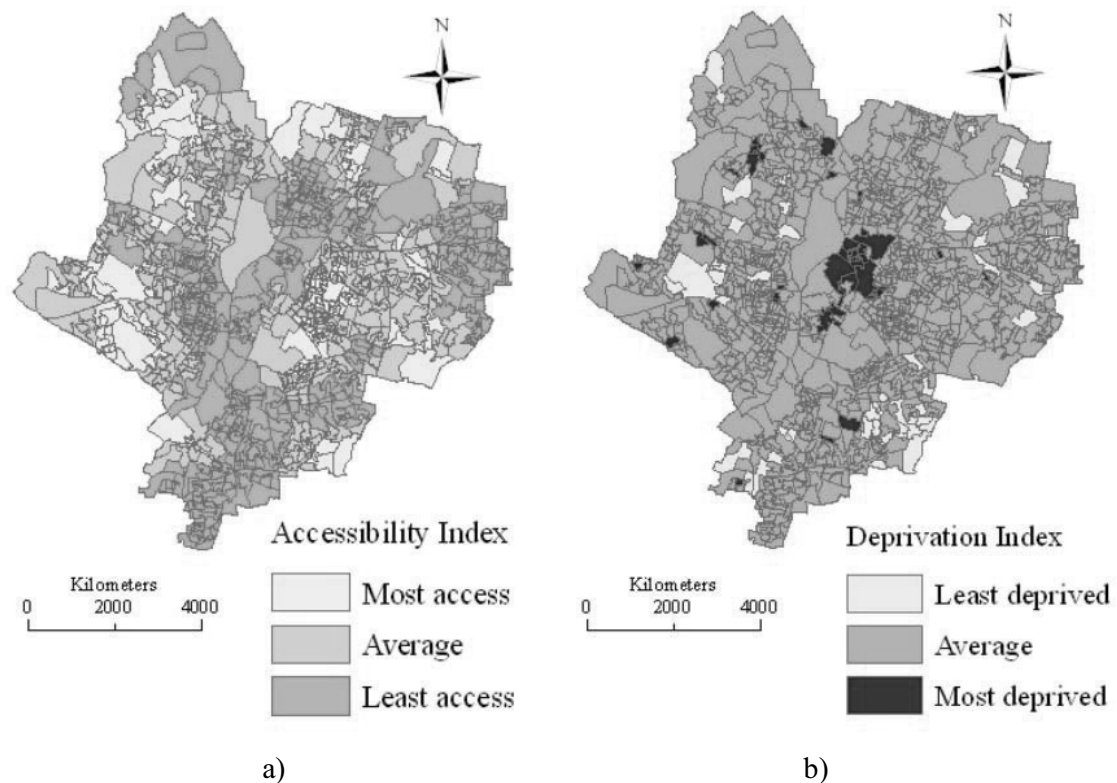 N
Accessibility Index
Kilometers
0 2000 4000
Most access
Average
Least access
a)
N
Deprivation Index
Kilometers
0 2000 4000
Least deprived
Average
Most deprived
b)